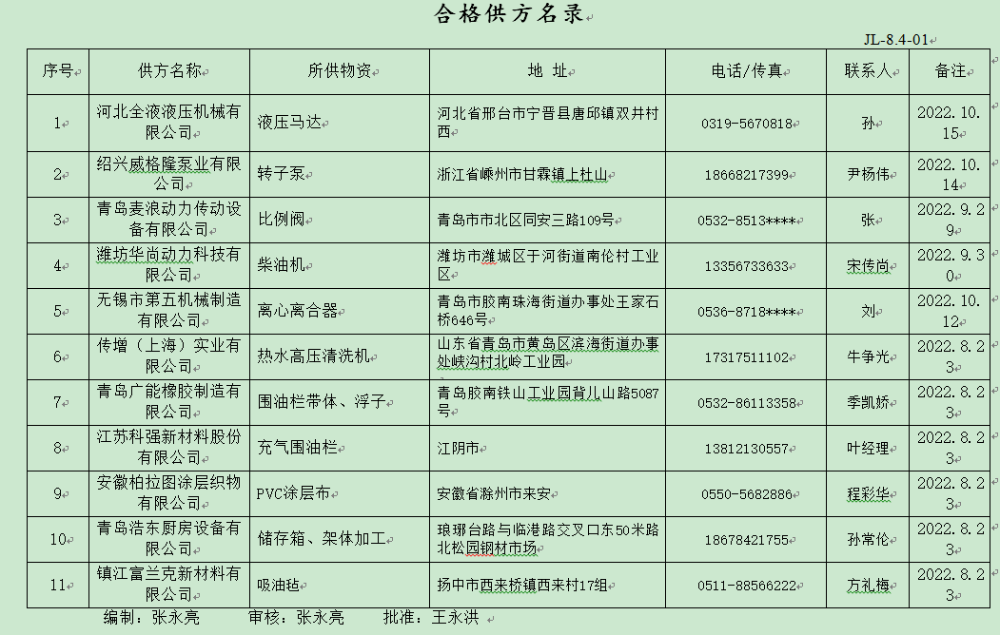 合格供方名录
JL-8.4-01
序号 供方名称 所供物资 地 址 电话/传真 联系人 备注
1 河北全液液压机械有限公司 液压马达 河北省邢台市宁晋县唐邱镇双井村西 0319-5670818 孙 2022.10.15
2 绍兴威格隆泵业有限公司 转子泵 浙江省嵊州市甘霖镇上杜山 18668217399 尹杨伟 2022.10.14
3 青岛麦浪动力传动设备有限公司 比例阀 青岛市市北区同安三路109号 0532-8513**** 张 2022.9.29
4 潍坊华尚动力科技有限公司 柴油机 潍坊市潍城区于河街道南伦村工业区 13356733633 宋传尚 2022.9.30
5 无锡市第五机械制造有限公司 离心离合器 青岛市胶南珠海街道办事处王家石桥646号 0536-8718**** 刘 2022.10.12
6 传增（上海）实业有限公司 热水高压清洗机 山东省青岛市黄岛区滨海街道办事处峡沟村北岭工业园 17317511102 牛争光 2022.8.23
7 青岛广能橡胶制造有限公司 围油栏带体、浮子 青岛胶南铁山工业园背儿山路5087号 0532-86113358 季凯娇 2022.8.23
8 江苏科强新材料股份有限公司 充气围油栏 江阴市 13812130557 叶经理 2022.8.23
9 安徽柏拉图涂层织物有限公司 PVC涂层布 安徽省滁州市来安 0550-5682886 程彩华 2022.8.23
10 青岛浩东厨房设备有限公司 储存箱、架体加工 琅琊台路与临港路交叉口东50米路北松园钢材市场 18678421755 孙常伦 2022.8.23
11 镇江富兰克新材料有限公司 吸油毡 扬中市西来桥镇西来村17组 0511-88566222 方礼梅 2022.8.23
编制：张永亮 审核：张永亮 批准：王永洪